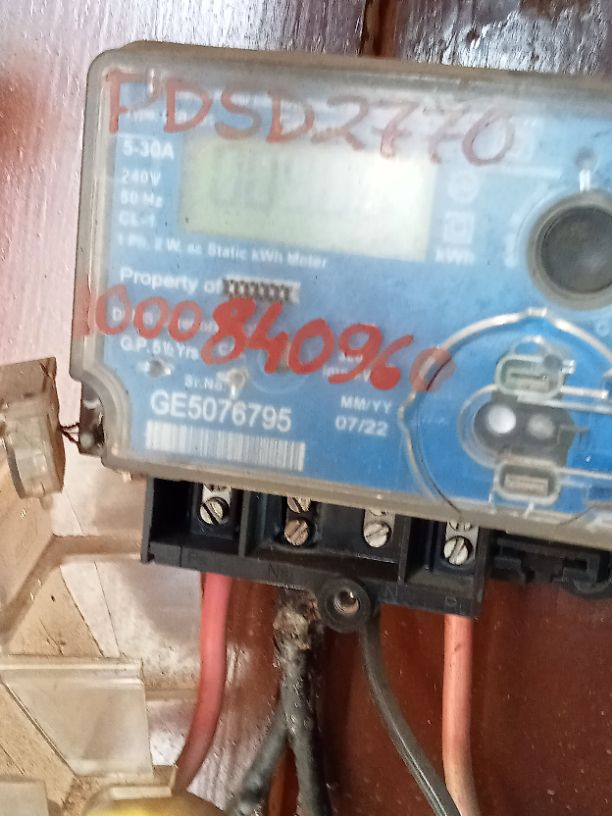 PDSD2770
5-30A
240V
50 Hz
CL-1
1 Ph. 2 W. ac Static kWh Meter
kWh
Property of
1000840960
G.P. 5½ Yrs
Sr.No
GE5076795
MM/YY
07/22
N N